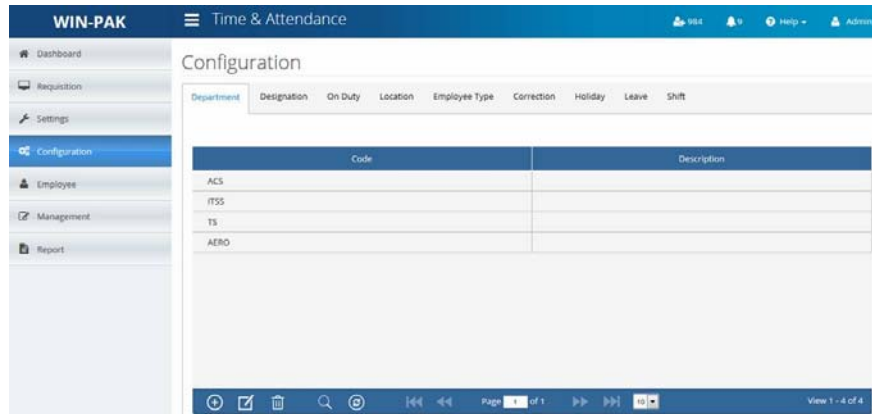 WIN-PAK
Time & Attendance
984
9
Help
Admin
Dashboard
Requisition
Settings
Configuration
Employee
Management
Report
Configuration
Department Designation On Duty Location Employee Type Correction Holiday Leave Shift
Code Description
ACS
ITSS
TS
AERO
Page 1 of 1 10 View 1 - 4 of 4